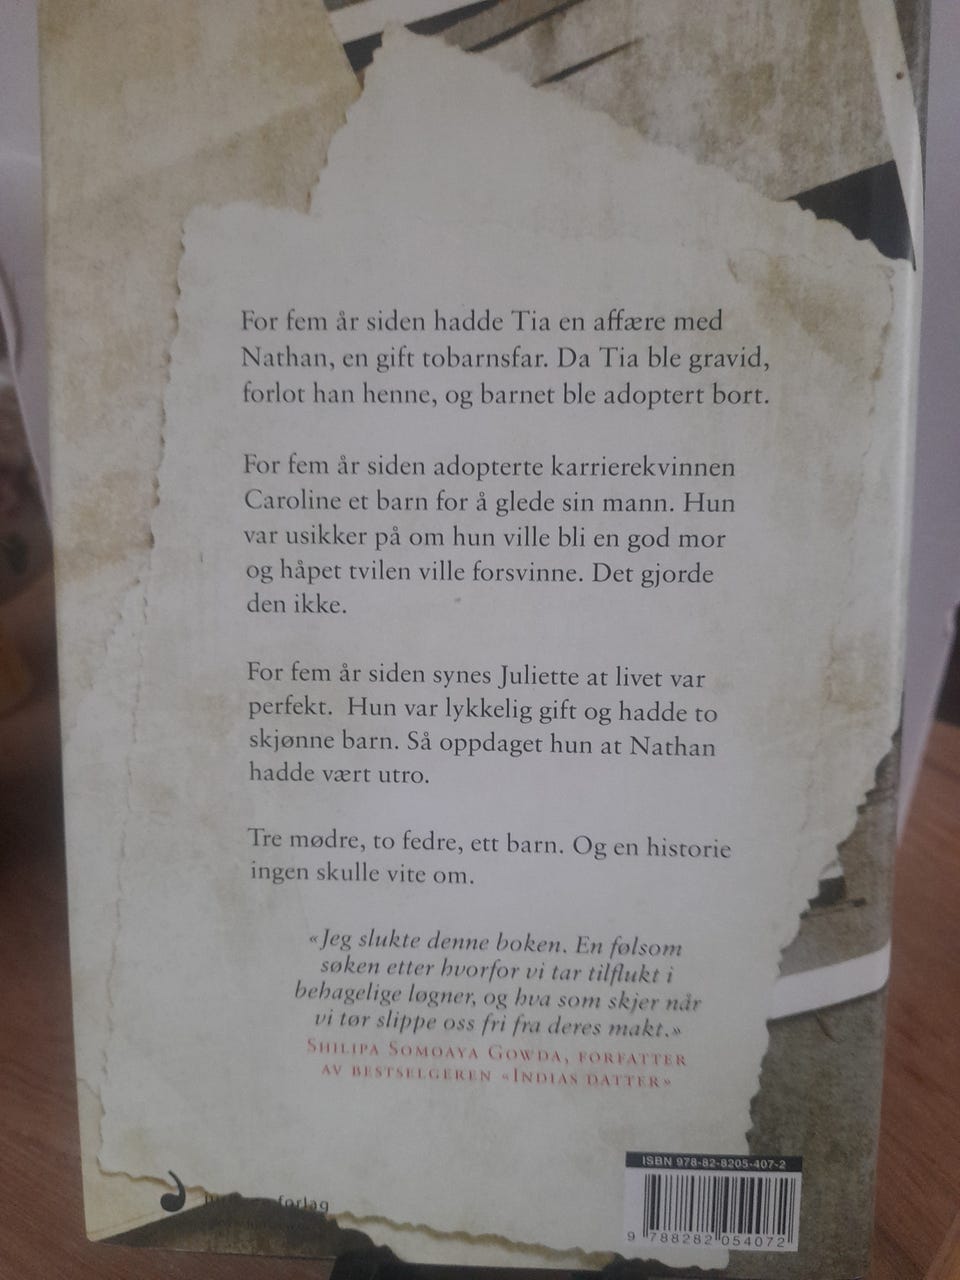 For fem år siden hadde Tia en affære med
Nathan, en gift tobarnsfar. Da Tia ble gravid,
forlot han henne, og barnet ble adoptert bort.
For fem år siden adopterte karrierekvinnen
Caroline et barn for å glede sin mann. Hun
var usikker på om hun ville bli en god mor
og håpet tvilen ville forsvinne. Det gjorde
den ikke.
For fem år siden synes Juliette at livet var
perfekt. Hun var lykkelig gift og hadde to
skjønne barn. Så oppdaget hun at Nathan
hadde vært utro.
Tre mødre, to fedre, ett barn. Og en historie
ingen skulle vite om.
«Jeg slukte denne boken. En følsom
søken etter hvorfor vi tar tilflukt i
behagelige løgner, og hva som skjer når
vi tør slippe oss fri fra deres makt.»
SHILIPA SOMOAYA GOWDA, FORFATTER
AV BESTSELGEREN «INDIAS DATTER»
forlag
ISBN 978-82-8205-407-2
9 788282 054072